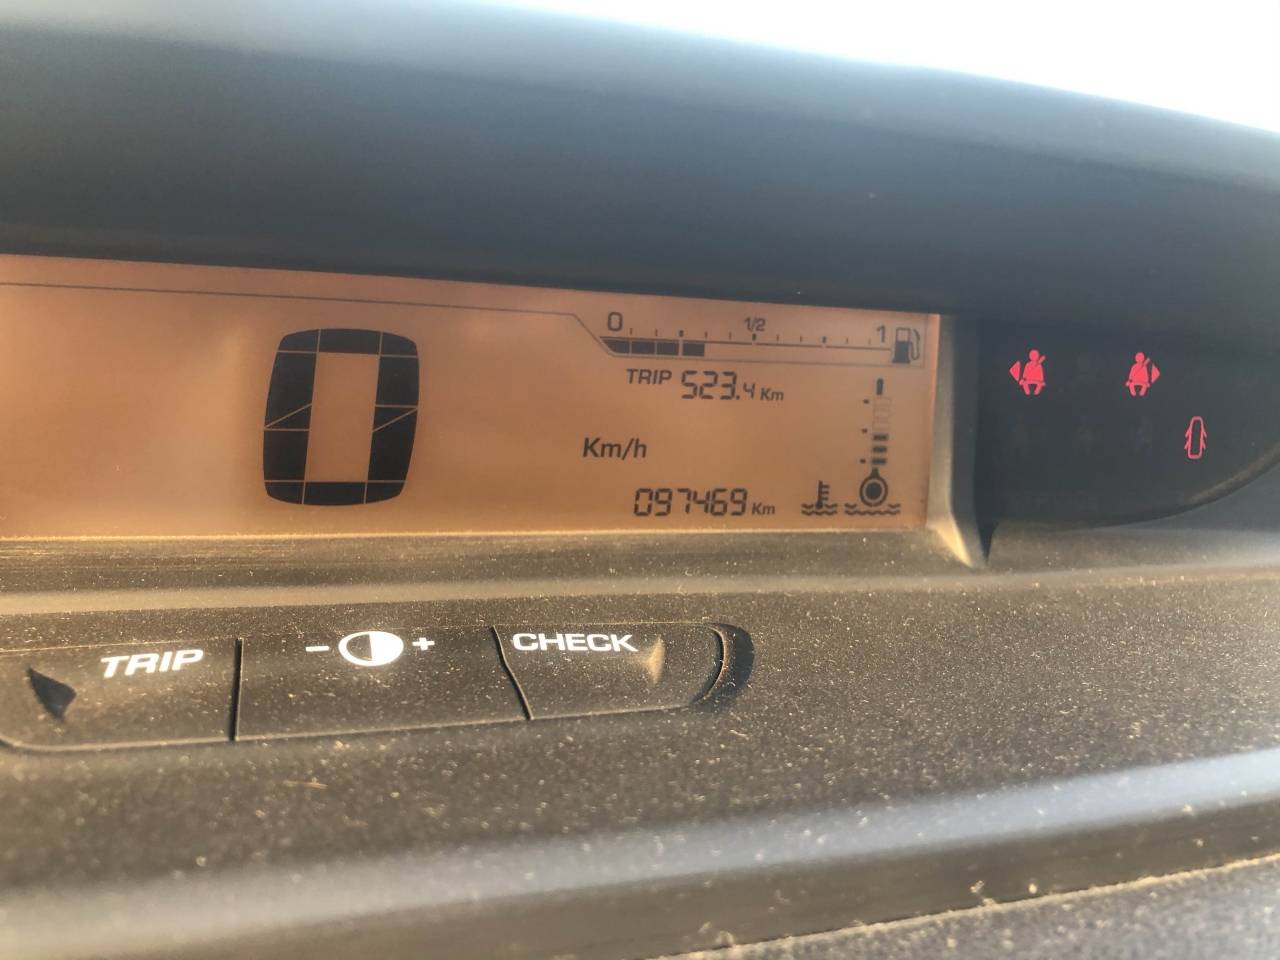 0 1/2 1
TRIP 523.4 Km
0 Km/h
097469 Km
TRIP - + CHECK